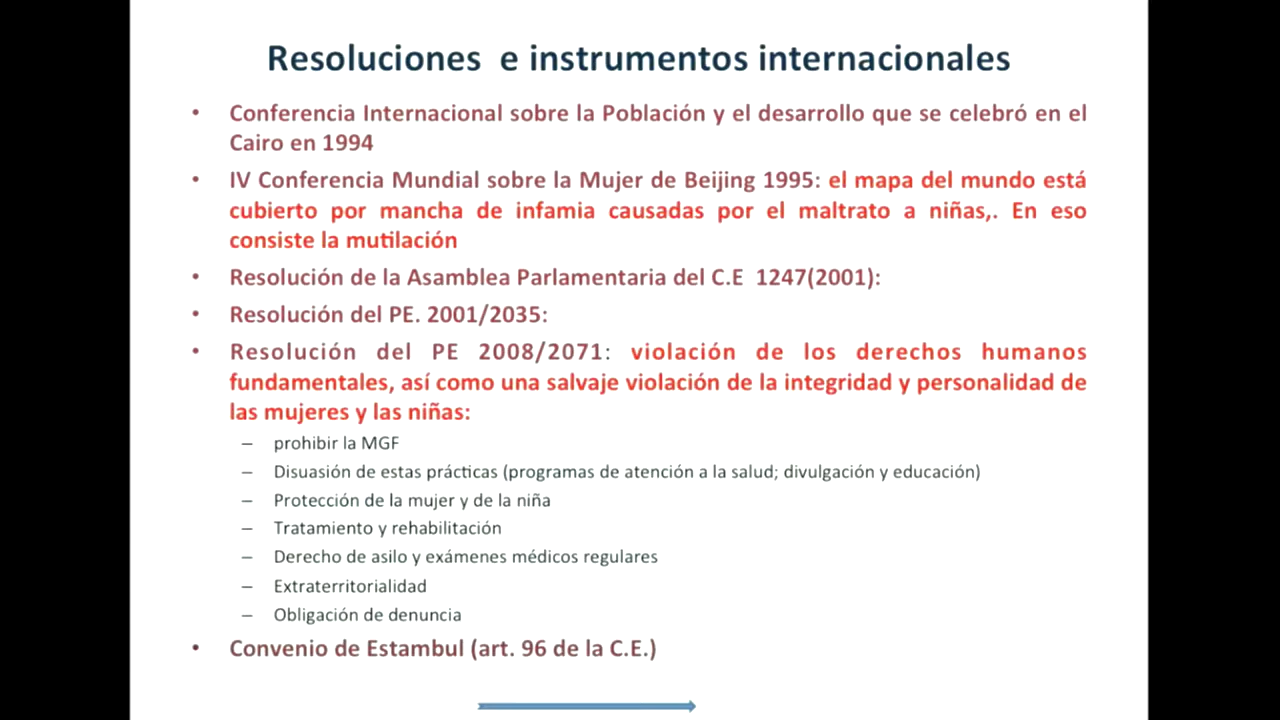 Resoluciones e instrumentos internacionales
• Conferencia Internacional sobre la Población y el desarrollo que se celebró en el
Cairo en 1994
• IV Conferencia Mundial sobre la Mujer de Beijing 1995: el mapa del mundo está
cubierto por mancha de infamia causadas por el maltrato a niñas,. En eso
consiste la mutilación
• Resolución de la Asamblea Parlamentaria del C.E 1247(2001):
• Resolución del PE. 2001/2035:
• Resolución del PE 2008/2071: violación de los derechos humanos
fundamentales, así como una salvaje violación de la integridad y personalidad de
las mujeres y las niñas:
– prohibir la MGF
– Disuasión de estas prácticas (programas de atención a la salud; divulgación y educación)
– Protección de la mujer y de la niña
– Tratamiento y rehabilitación
– Derecho de asilo y exámenes médicos regulares
– Extraterritorialidad
– Obligación de denuncia
• Convenio de Estambul (art. 96 de la C.E.)